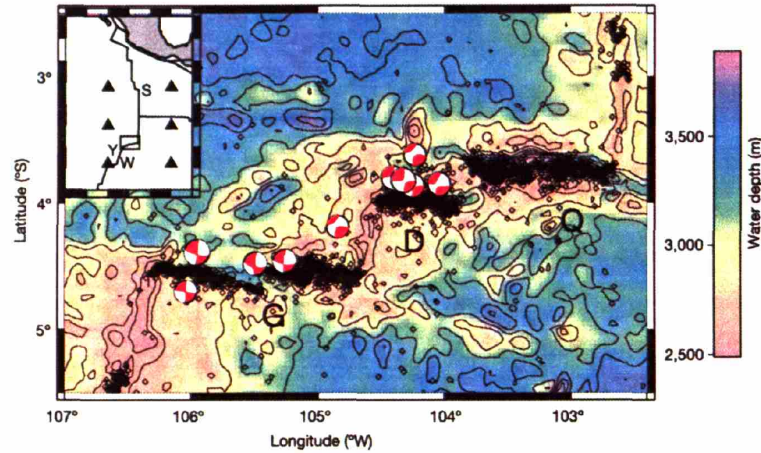 S
Y
W
D
Q
G
3°
4°
5°
Latitude (°S)
107° 106° 105° 104° 103°
Longitude (°W)
3,500
3,000
2,500
Water depth (m)